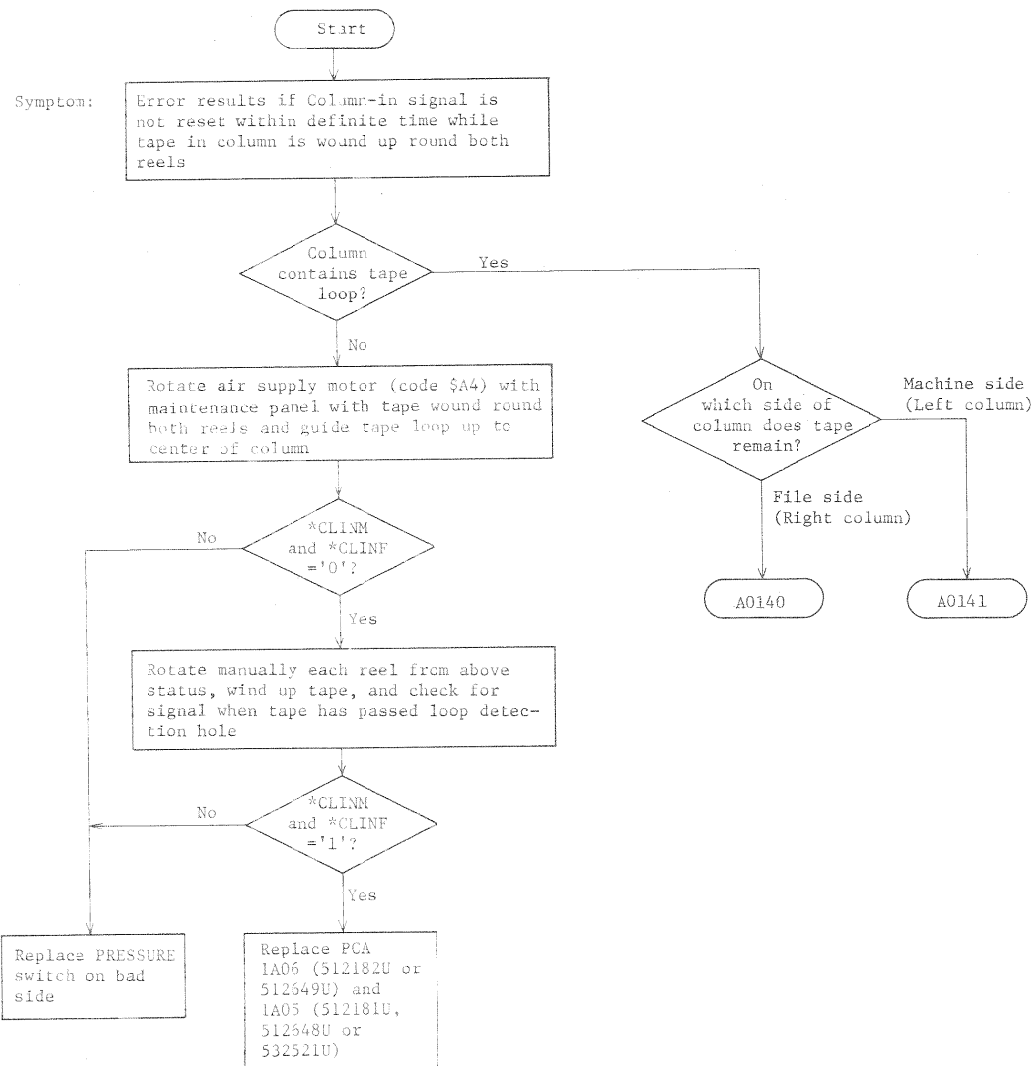 Start
Symptom:
Error results if Column-in signal is
not reset within definite time while
tape in column is wound up round both
reels
Column
contains tape
loop?
Yes
No
Rotate air supply motor (code $A4) with
maintenance panel with tape wound round
both reels and guide tape loop up to
center of column
On
which side of
column does tape
remain?
Machine side
(Left column)
File side
(Right column)
A0140
A0141
*CLINM
and *CLINF
='0'?
No
Yes
Rotate manually each reel from above
status, wind up tape, and check for
signal when tape has passed loop detec-
tion hole
*CLINM
and *CLINF
='1'?
No
Yes
Replace PRESSURE
switch on bad
side
Replace PCA
1A06 (512182U or
512649U) and
1A05 (512181U,
512648U or
532521U)